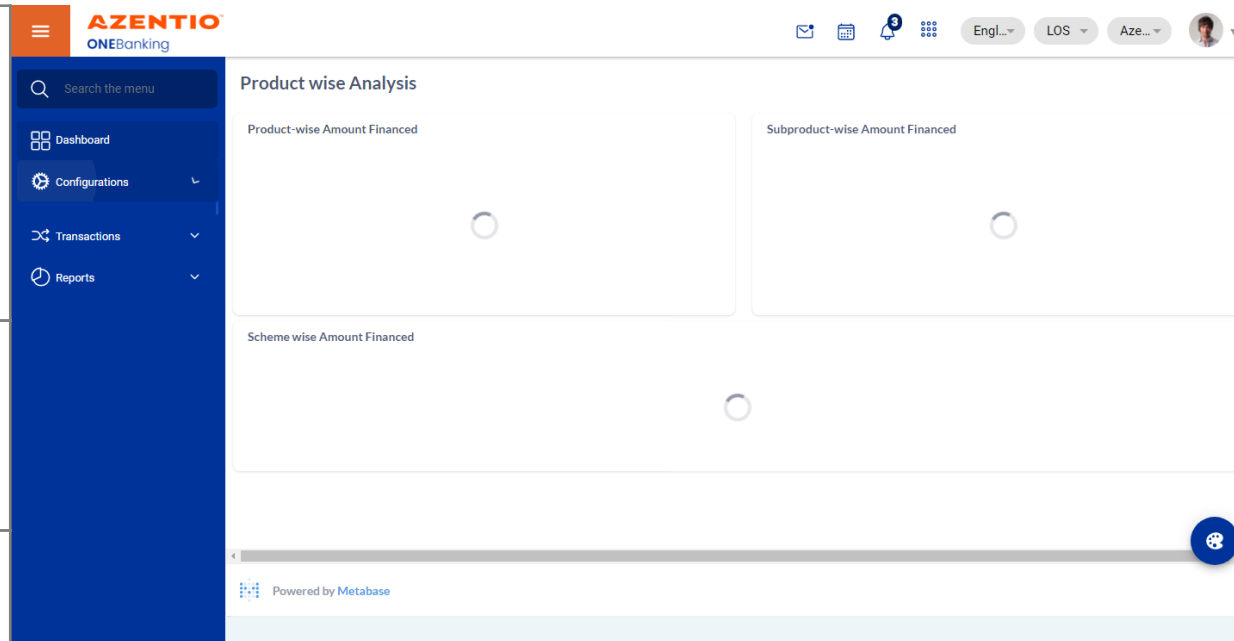 AZENTIO
ONEBanking
3
Engl...
LOS
Aze...
Search the menu
Product wise Analysis
Dashboard
Configurations
Transactions
Reports
Product-wise Amount Financed
Subproduct-wise Amount Financed
Scheme wise Amount Financed
Powered by Metabase